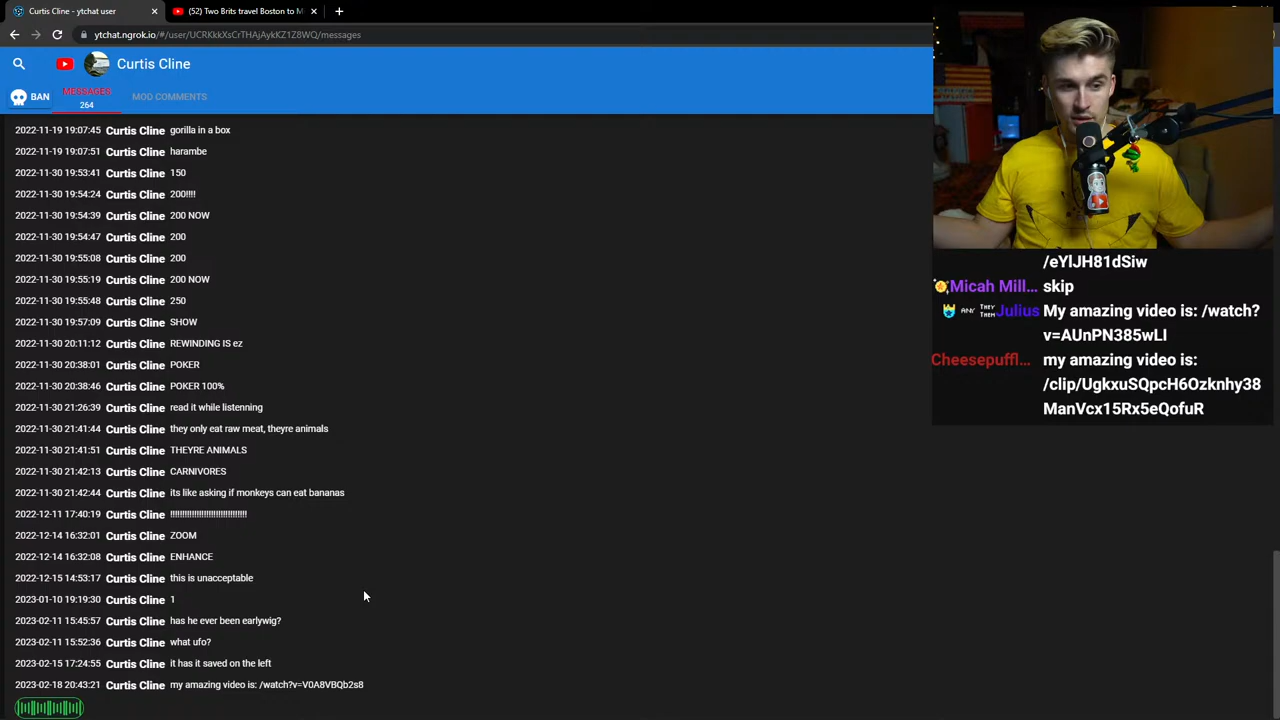 Curtis Cline - ytchat user
(52) Two Brits travel Boston to M
ytchat.ngrok.io/#/user/UCRKkkXsCrTHAjAykKZ1Z8WQ/messages
Curtis Cline
BAN
MESSAGES
264
MOD COMMENTS
2022-11-19 19:07:45 Curtis Cline gorilla in a box
2022-11-19 19:07:51 Curtis Cline harambe
2022-11-30 19:53:41 Curtis Cline 150
2022-11-30 19:54:24 Curtis Cline 200!!!!
2022-11-30 19:54:39 Curtis Cline 200 NOW
2022-11-30 19:54:47 Curtis Cline 200
2022-11-30 19:55:08 Curtis Cline 200
2022-11-30 19:55:19 Curtis Cline 200 NOW
2022-11-30 19:55:48 Curtis Cline 250
2022-11-30 19:57:09 Curtis Cline SHOW
2022-11-30 20:11:12 Curtis Cline REWINDING IS ez
2022-11-30 20:38:01 Curtis Cline POKER
2022-11-30 20:38:46 Curtis Cline POKER 100%
2022-11-30 21:26:39 Curtis Cline read it while listenning
2022-11-30 21:41:44 Curtis Cline they only eat raw meat, theyre animals
2022-11-30 21:41:51 Curtis Cline THEYRE ANIMALS
2022-11-30 21:42:13 Curtis Cline CARNIVORES
2022-11-30 21:42:44 Curtis Cline its like asking if monkeys can eat bananas
2022-12-11 17:40:19 Curtis Cline !!!!!!!!!!!!!!!!!!!!!!!!!!!!!!!!
2022-12-14 16:32:01 Curtis Cline ZOOM
2022-12-14 16:32:08 Curtis Cline ENHANCE
2022-12-15 14:53:17 Curtis Cline this is unacceptable
2023-01-10 19:19:30 Curtis Cline 1
2023-02-11 15:45:57 Curtis Cline has he ever been earlywig?
2023-02-11 15:52:36 Curtis Cline what ufo?
2023-02-15 17:24:55 Curtis Cline it has it saved on the left
2023-02-18 20:43:21 Curtis Cline my amazing video is: /watch?v=V0A8VBQb2s8
/eYlJH81dSiw
Micah Mill... skip
ANY THEY THEM Julius My amazing video is: /watch?
v=AUnPN385wLI
Cheesepuffl... my amazing video is:
/clip/UgkxuSQpcH6Ozknhy38
ManVcx15Rx5eQofuR